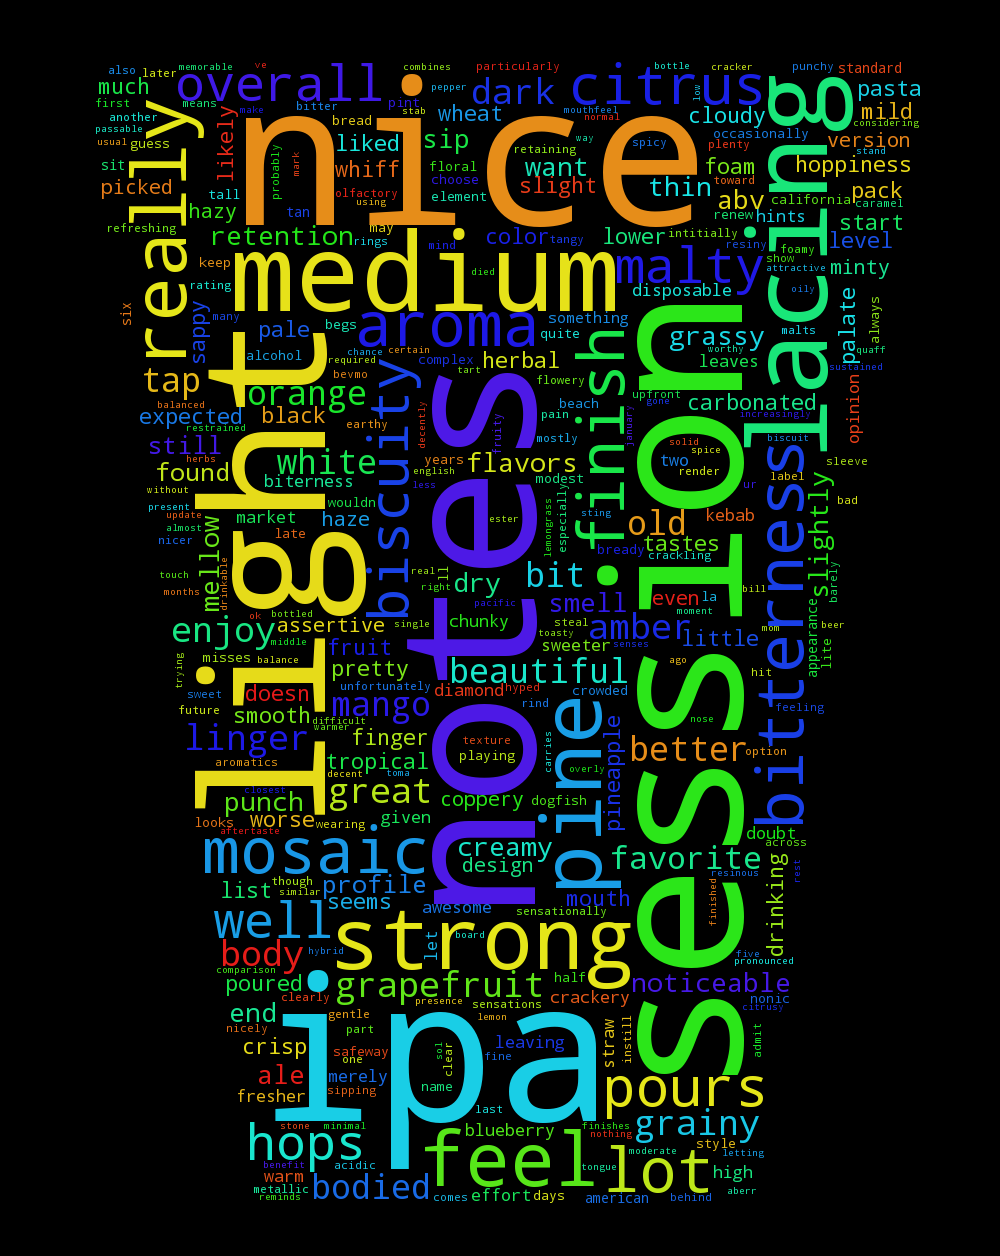 also
later
memorable
ve
combines
particularly
bottle
cracker
punchy
standard
much
overall
nice
dark
citrus
low
lacing
pasta
first
means
make
bitter
pint
stab
pepper
mouthfeel
normal
cloudy
mild
considering
another
really
likely
bread
wheat
way
spicy
occasionally
version
passable
usual
guess
probably
mark
liked
sip
retaining
want
plenty
stand
sit
whiff
floral
foam
toward
hoppiness
picked
tall
olfactory
using
choose
element
slight
thin
abv
california
pack
caramel
hazy
tan
may
renew
hints
start
refreshing
retention
rings
mind
color
tangy
lower
intitially
resiny
foamy
level
keep
medium
died
malty
show
attractive
minty
rating
disposable
oily
six
sappy
many
pale
begs
aroma
something
quite
grassy
malts
palate
always
alcohol
required
chance
certain
complex
herbal
finish
worthy
leaves
quaff
sustained
tap
light
orange
bevmo
biscuity
tart
flowery
session
upfront
gone
carbonated
opinion
balanced
expected
restrained
black
earthy
decently
notes
fruity
pain
beach
january
increasingly
still
herbs
white
mostly
solid
spice
biscuit
found
biterness
years
english
less
flavors
modest
two
render
ur
label
sleeve
without
present
update
almost
nicer
market
late
haze
wouldn
ester
lemongrass
especially
sting
old
kebab
bitterness
slightly
bad
mellow
touch
months
drinkable
real
right
ll
dry
bit
bready
tastes
crackling
barely
ok
bottled
single
pacific
smell
even
la
bill
moment
enjoy
middle
assertive
chunky
steal
toasty
amber
little
mom
appearance
beer
lite
trying
misses
balance
fruit
sweeter
senses
ago
hit
sweet
doesn
pretty
unfortunately
beautiful
diamond
hyped
rind
crowded
feeling
future
smooth
difficult
warmer
mango
nose
linger
finger
texture
playing
carries
pine
pineapple
better
option
aromatics
decent
tropical
toma
overly
closest
punch
great
coppery
dogfish
looks
worse
wearing
given
doubt
aftertaste
across
mosaic
creamy
design
favorite
drinking
rest
list
though
similar
profile
seems
mouth
resinous
finished
well
awesome
sensationally
body
hybrid
strong
let
board
five
pronounced
comparison
poured
clearly
grapefruit
half
noticeable
citrusy
nonic
end
presence
sensations
crackery
nicely
gentle
lemon
part
ipa
straw
instill
admit
crisp
safeway
one
sol
clear
leaving
fine
ale
merely
fresher
sipping
name
last
pours
stone
minimal
blueberry
finishes
nothing
grainy
hops
feel
moderate
style
letting
benefit
acidic
lot
tongue
warm
metallic
reminds
bodied
comes
effort
days
american
behind
high
aberr